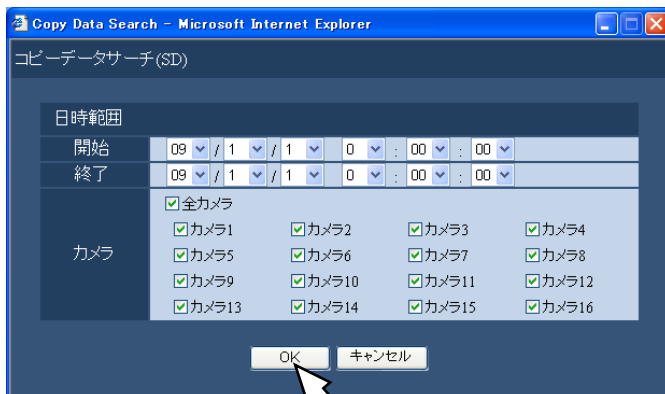 Copy Data Search - Microsoft Internet Explorer
コピーデータサーチ(SD)
日時範囲
開始 09 / 1 / 1 0 : 00 : 00
終了 09 / 1 / 1 0 : 00 : 00
全カメラ
カメラ
カメラ1 カメラ2 カメラ3 カメラ4
カメラ5 カメラ6 カメラ7 カメラ8
カメラ9 カメラ10 カメラ11 カメラ12
カメラ13 カメラ14 カメラ15 カメラ16
OK キャンセル